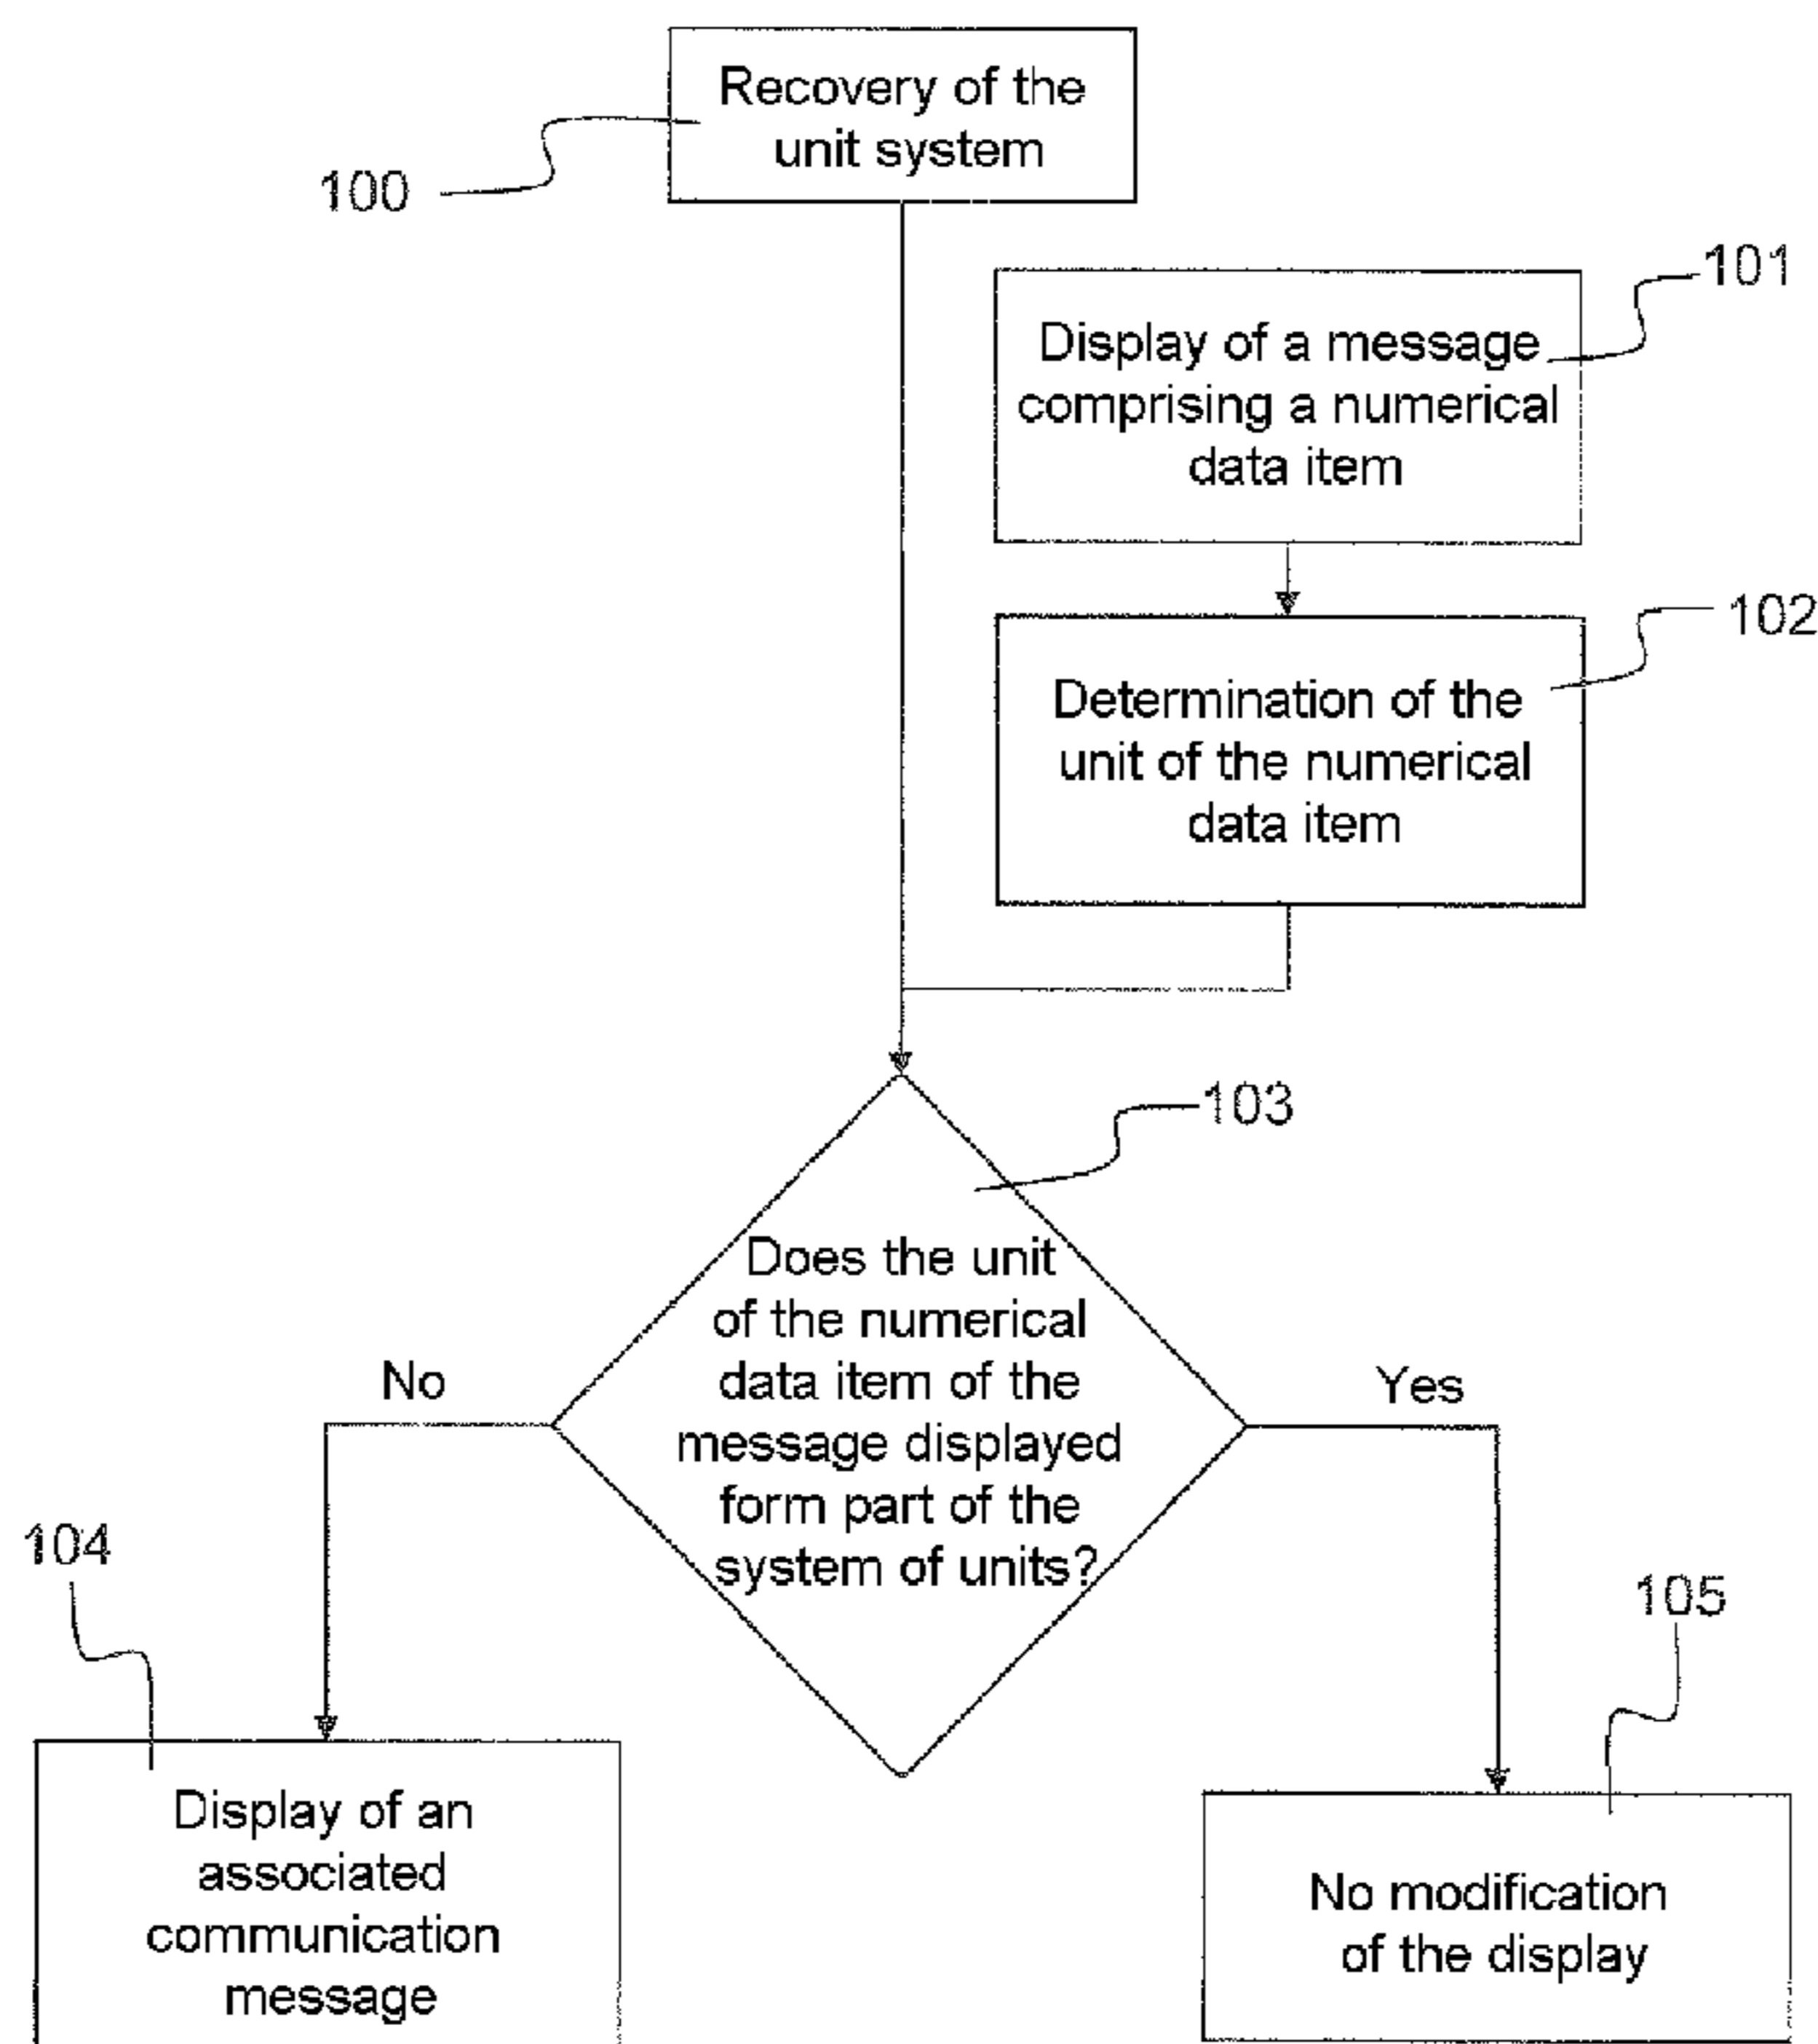 Recovery of the
unit system
100
101
Display of a message
comprising a numerical
data item
102
Determination of the
unit of the numerical
data item
103
Does the unit
of the numerical
data item of the
message displayed
form part of the
system of units?
No
Yes
104
105
Display of an
associated
communication
message
No modification
of the display